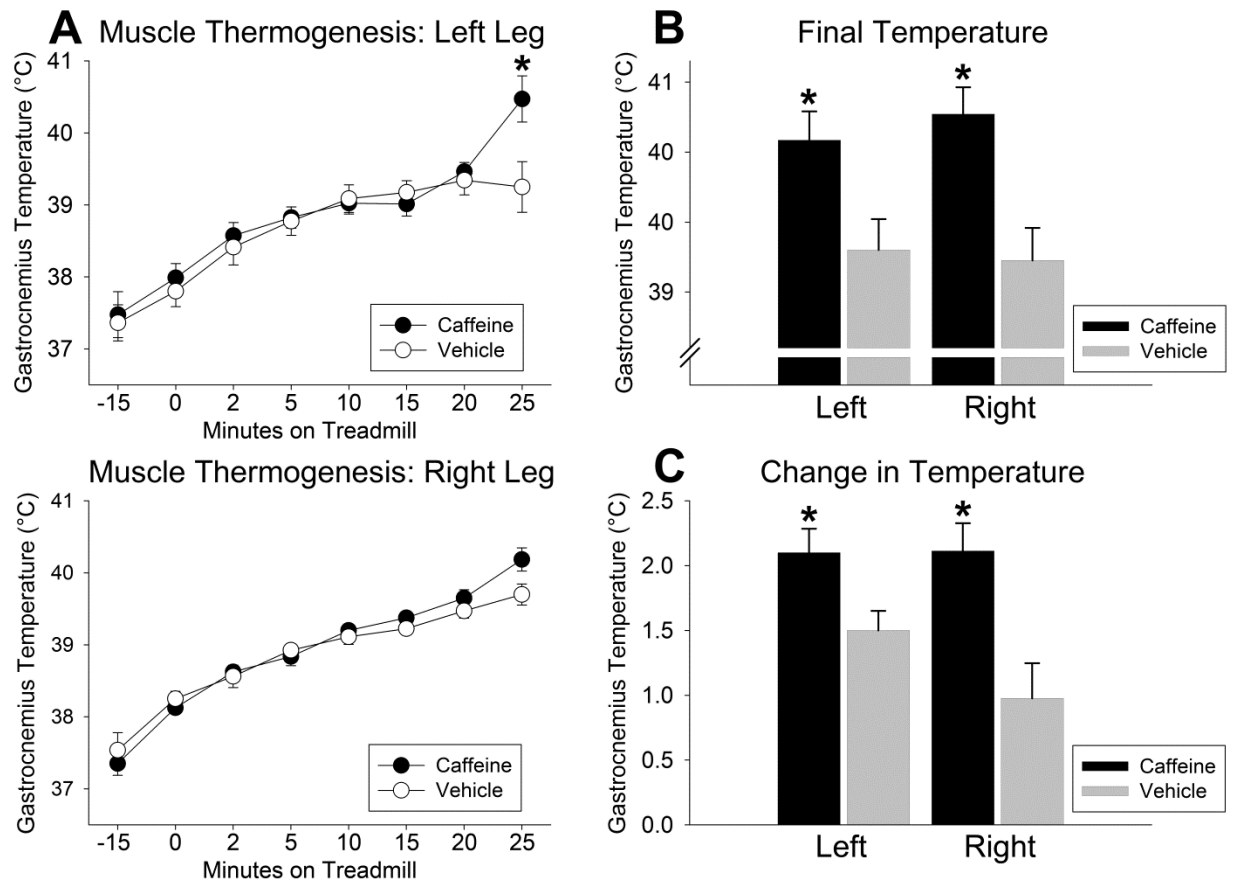 A
Muscle Thermogenesis: Left Leg
Gastrocnemius Temperature (°C)
41
*
40
39
38
37
Caffeine
Vehicle
-15 0 2 5 10 15 20 25
Minutes on Treadmill
Muscle Thermogenesis: Right Leg
Gastrocnemius Temperature (°C)
41
40
39
38
37
Caffeine
Vehicle
-15 0 2 5 10 15 20 25
Minutes on Treadmill
B
Final Temperature
Gastrocnemius Temperature (°C)
41
40
40
39
* *
Caffeine
Vehicle
Left Right
C
Change in Temperature
Gastrocnemius Temperature (°C)
2.5
2.0
1.5
1.0
0.5
0.0
* *
Caffeine
Vehicle
Left Right